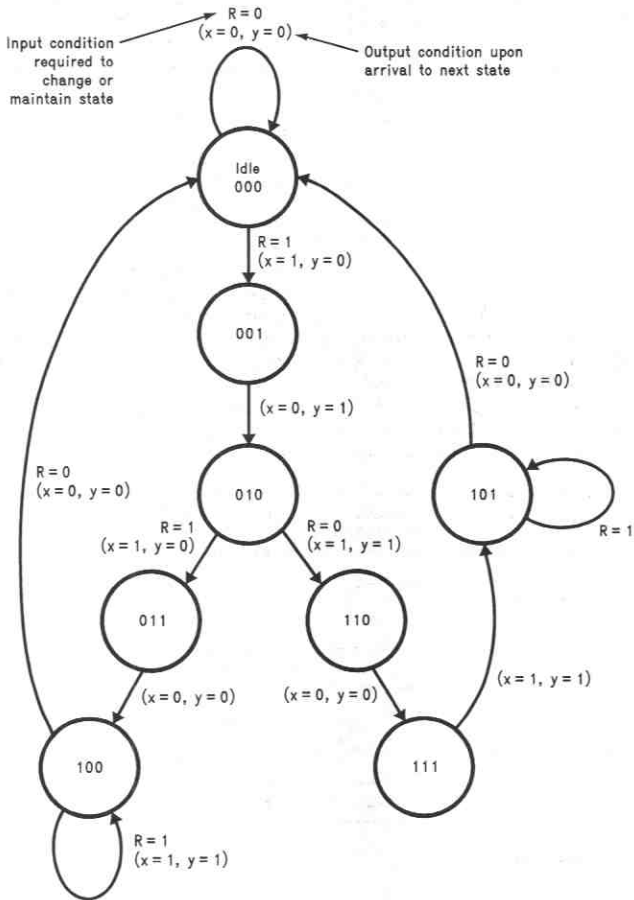 R = 0
(x = 0, y = 0)
Input condition
required to
change or
maintain state
Output condition upon
arrival to next state
Idle
000
R = 1
(x = 1, y = 0)
001
(x = 0, y = 1)
R = 0
(x = 0, y = 0)
R = 0
(x = 0, y = 0)
010
101
R = 1
R = 1
(x = 1, y = 0)
R = 0
(x = 1, y = 1)
011
110
(x = 0, y = 0)
(x = 0, y = 0)
(x = 1, y = 1)
100
111
R = 1
(x = 1, y = 1)